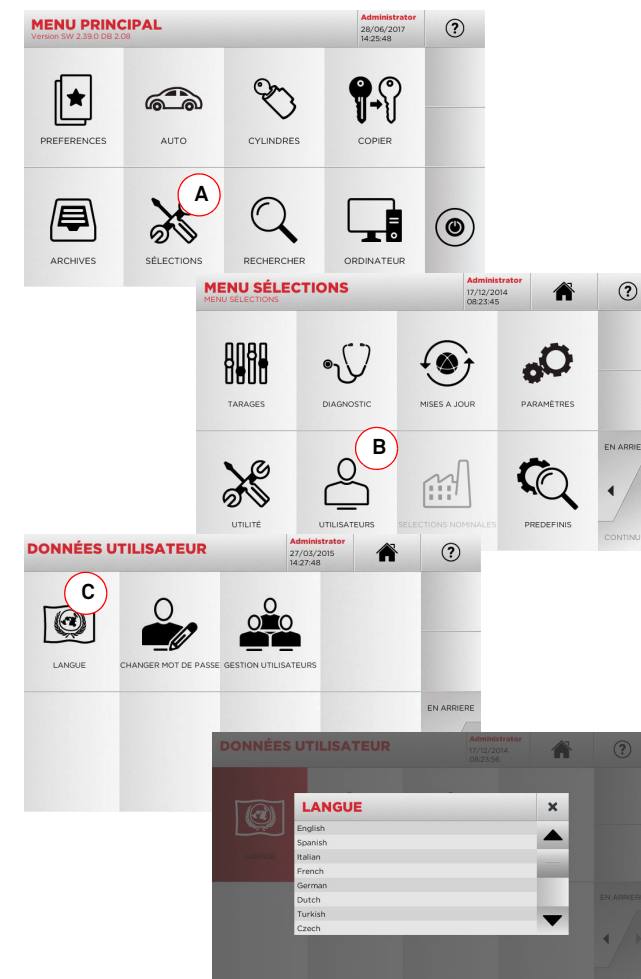 MENU PRINCIPAL
Version SW 2.39.0 DB 2.08
Administrator
28/06/2017
14:25:48
?
PREFERENCES
AUTO
CYLINDRES
COPIER
A
ARCHIVES
SÉLECTIONS
RECHERCHER
ORDINATEUR
MENU SÉLECTIONS
MENU SÉLECTIONS
Administrator
17/12/2014
08:23:45
?
TARAGES
DIAGNOSTIC
MISES A JOUR
PARAMÈTRES
B
EN ARRIE
UTILITÉ
UTILISATEURS
SELECTIONS NOMINALES
PREDEFINIS
CONTINU
DONNÉES UTILISATEUR
Administrator
27/03/2015
14:27:48
?
C
LANGUE
CHANGER MOT DE PASSE
GESTION UTILISATEURS
EN ARRIERE
DONNÉES UTILISATEUR
Administrator
17/12/2014
08:23:56
?
LANGUE
LANGUE
English
Spanish
Italian
French
German
Dutch
Turkish
Czech
EN ARRIERE